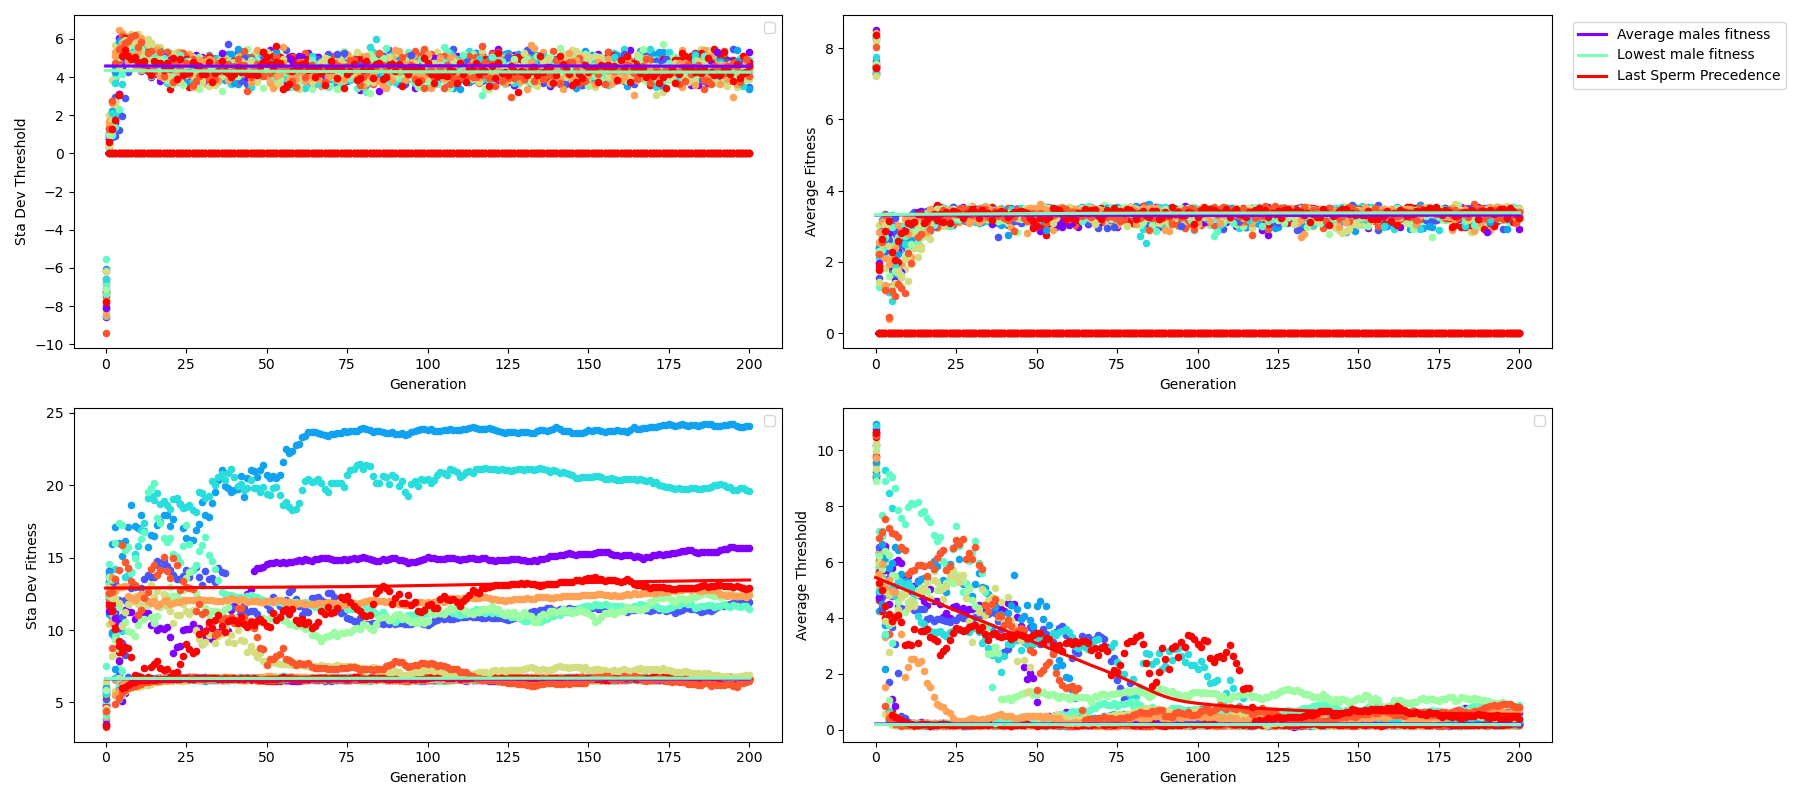 Sta Dev Threshold
6
4
2
0
−2
−4
−6
−8
−10
0 25 50 75 100 125 150 175 200
Generation
Average Fitness
8
6
4
2
0
0 25 50 75 100 125 150 175 200
Generation
Average males fitness
Lowest male fitness
Last Sperm Precedence
Sta Dev Fitness
25
20
15
10
5
0 25 50 75 100 125 150 175 200
Generation
Average Threshold
10
8
6
4
2
0
0 25 50 75 100 125 150 175 200
Generation